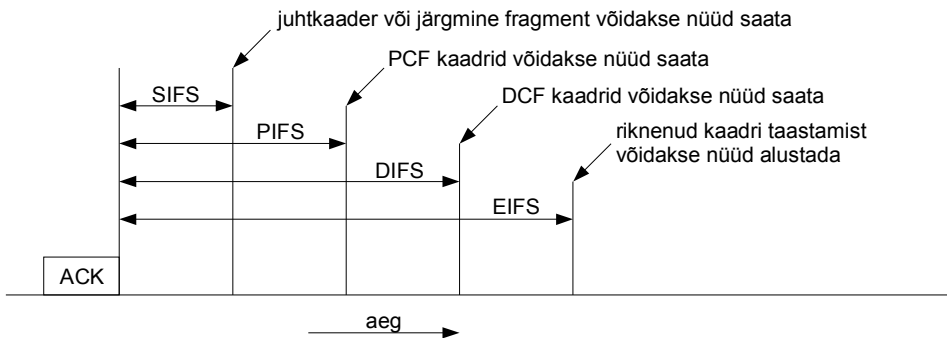 juhtkaader või järgmine fragment võidakse nüüd saata
PCF kaadrid võidakse nüüd saata
SIFS
DCF kaadrid võidakse nüüd saata
PIFS
riknenud kaadri taastamist
võidakse nüüd alustada
DIFS
EIFS
ACK
aeg